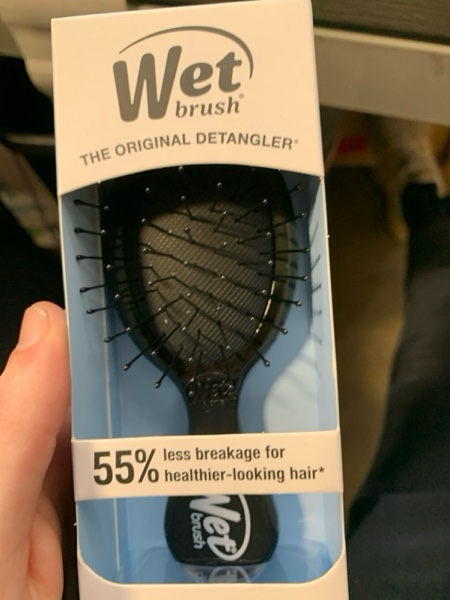 Wet
brush®
THE ORIGINAL DETANGLER®
55% less breakage for
healthier-looking hair*
Wet
brush